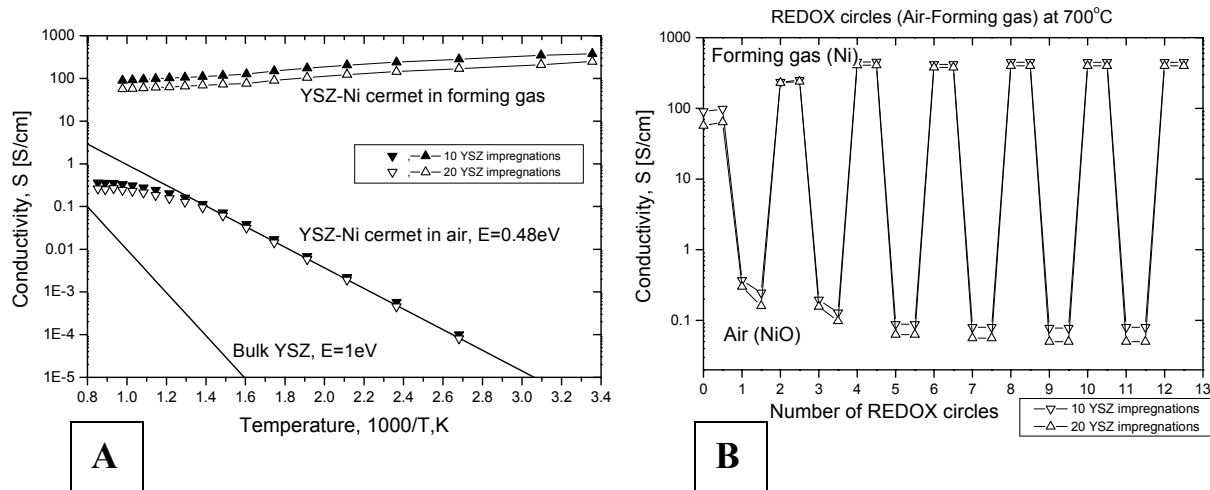 1000
100
10
1
0.1
0.01
1E-3
1E-4
1E-5
Conductivity, S [S/cm]
YSZ-Ni cermet in forming gas
▼ ,—▲— 10 YSZ impregnations
▽ ,—△— 20 YSZ impregnations
YSZ-Ni cermet in air, E=0.48eV
Bulk YSZ, E=1eV
0.8 1.0 1.2 1.4 1.6 1.8 2.0 2.2 2.4 2.6 2.8 3.0 3.2 3.4
Temperature, 1000/T,K
A
REDOX circles (Air-Forming gas) at 700°C
1000
100
10
1
0.1
Conductivity, S [S/cm]
Forming gas (Ni)
Air (NiO)
0 1 2 3 4 5 6 7 8 9 10 11 12 13
Number of REDOX circles
—▽— 10 YSZ impregnations
—△— 20 YSZ impregnations
B